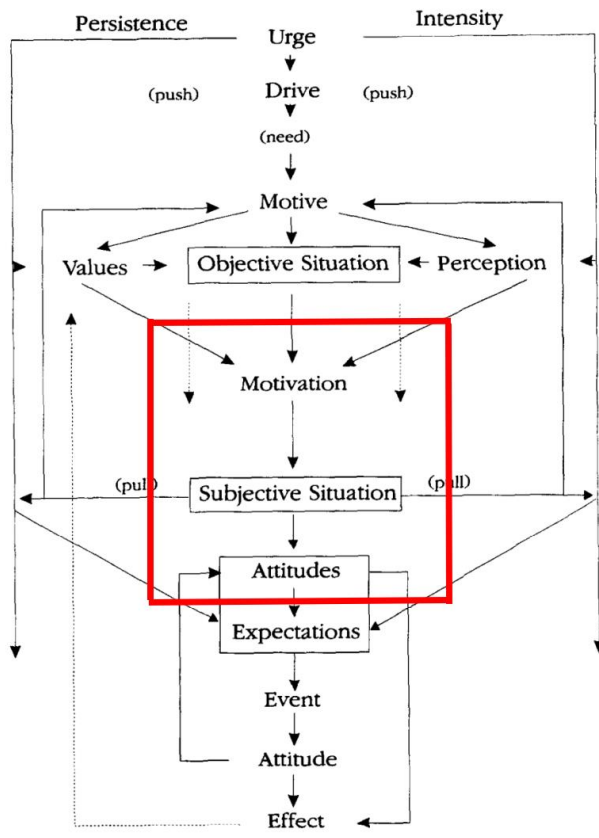 Persistence Intensity
Urge
(push) Drive (push)
(need)
Motive
Values Objective Situation Perception
Motivation
(pull) Subjective Situation (pull)
Attitudes
Expectations
Event
Attitude
Effect